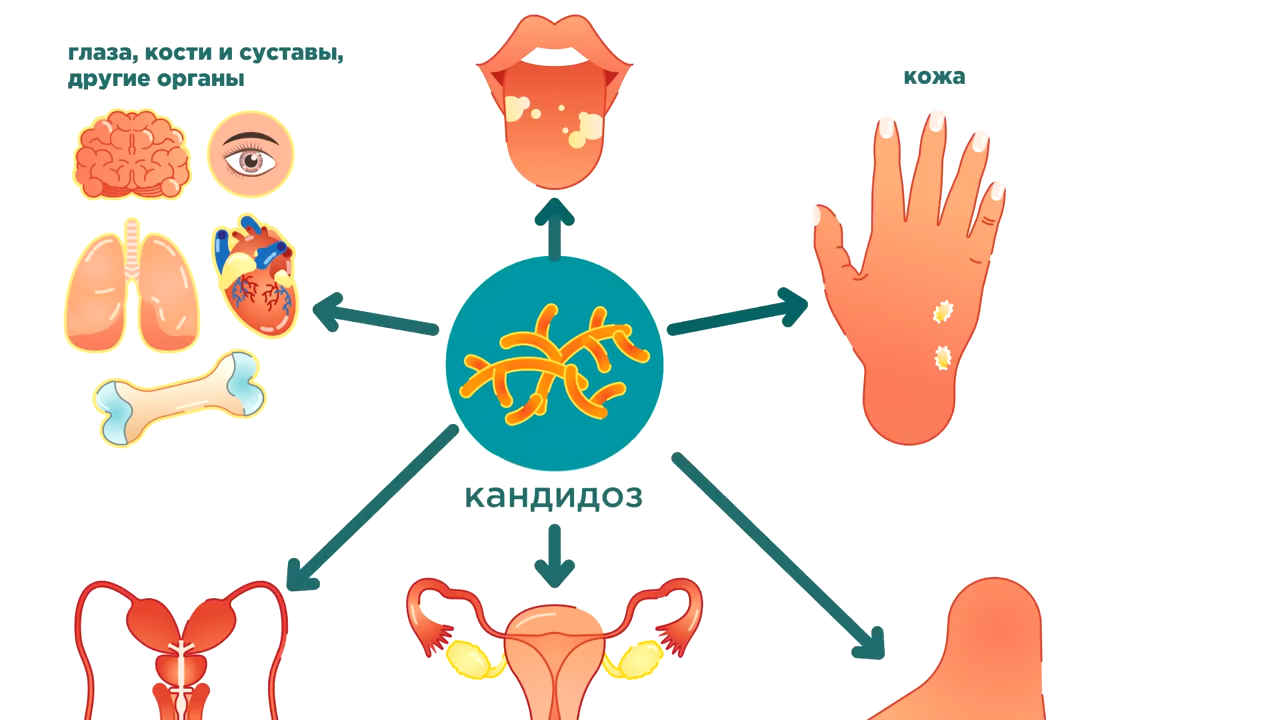 глаза, кости и суставы,
другие органы
кожа
кандидоз